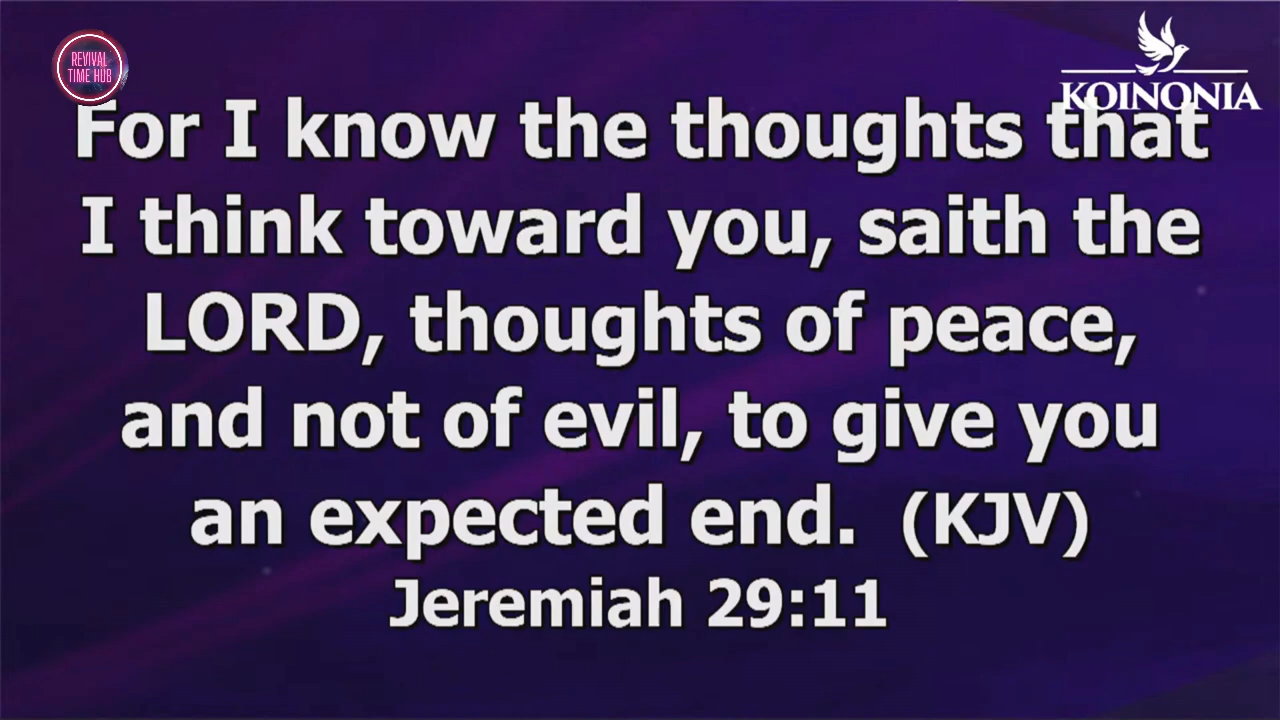 REVIVAL
TIME HUB
KOINONIA
For I know the thoughts that
I think toward you, saith the
LORD, thoughts of peace,
and not of evil, to give you
an expected end. (KJV)
Jeremiah 29:11